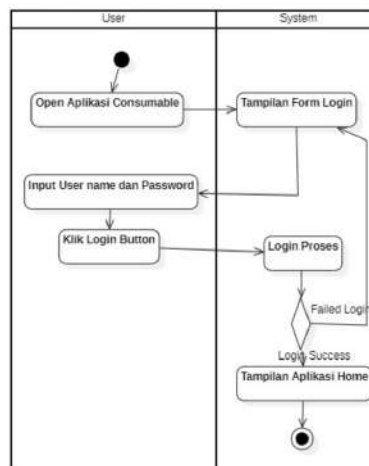 User
System
Open Aplikasi Consumable
Tampilan Form Login
Input User name dan Password
Klik Login Button
Login Proses
Failed Login
Login Success
Tampilan Aplikasi Home